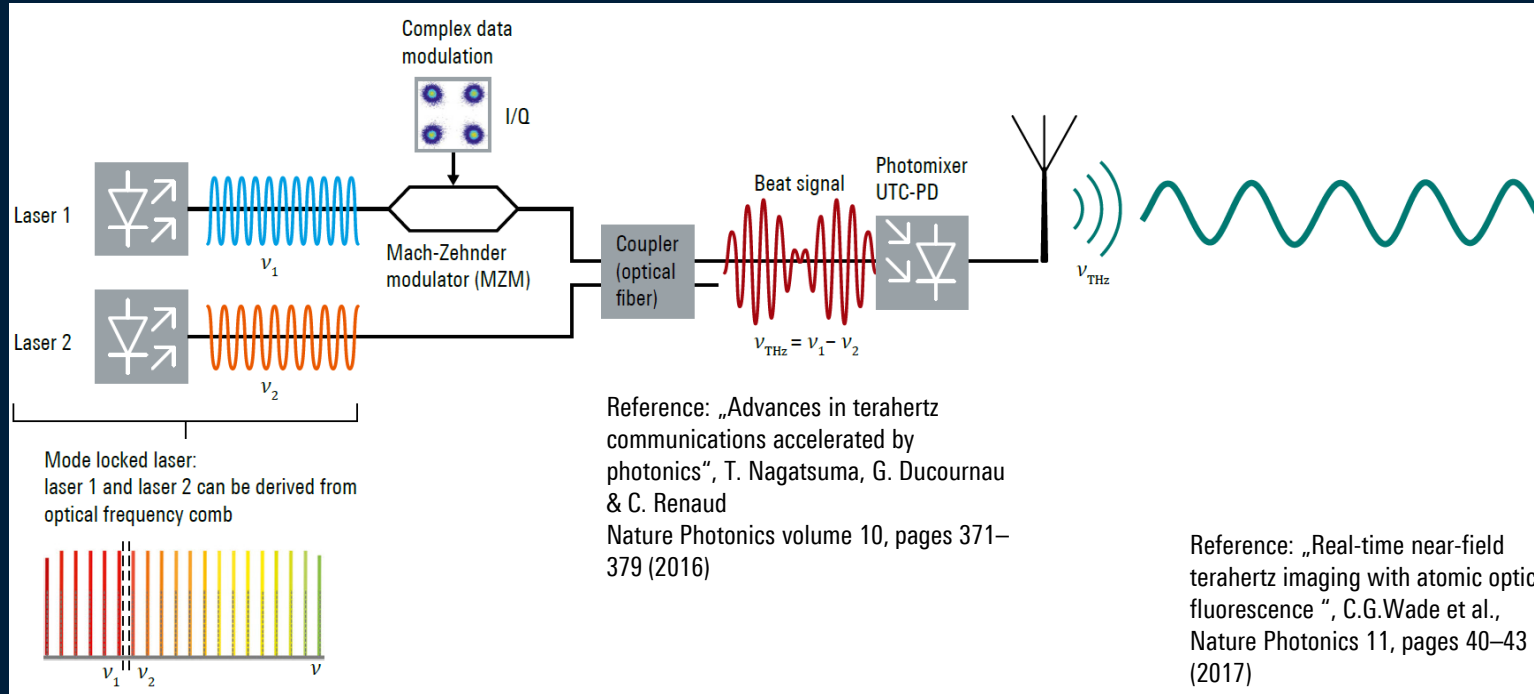 Complex data
modulation
I/Q
Laser 1
ν1
Mach-Zehnder
modulator (MZM)
Laser 2
ν2
Coupler
(optical
fiber)
Beat signal
νTHz = ν1 – ν2
Photomixer
UTC-PD
νTHz
Mode locked laser:
laser 1 and laser 2 can be derived from
optical frequency comb
ν1 ν2 ν
Reference: „Advances in terahertz
communications accelerated by
photonics“, T. Nagatsuma, G. Ducournau
& C. Renaud
Nature Photonics volume 10, pages 371–
379 (2016)
Reference: „Real-time near-field
terahertz imaging with atomic optic
fluorescence “, C.G.Wade et al.,
Nature Photonics 11, pages 40–43
(2017)